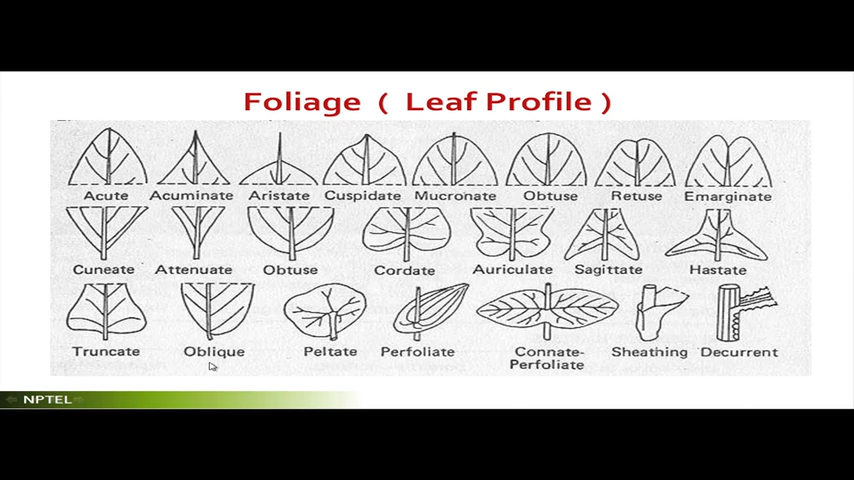 Foliage ( Leaf Profile )
Acute Acuminate Aristate Cuspidate Mucronate Obtuse Retuse Emarginate
Cuneate Attenuate Obtuse Cordate Auriculate Sagittate Hastate
Truncate Oblique Peltate Perfoliate Connate- Sheathing Decurrent
Perfoliate
NPTEL